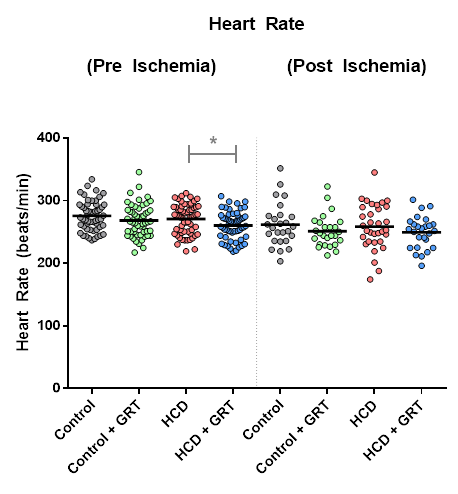 Heart Rate
(Pre Ischemia) (Post Ischemia)
*
400
300
200
100
0
Heart Rate (beats/min)
Control
Control + GRT
HCD
HCD + GRT
Control
Control + GRT
HCD
HCD + GRT